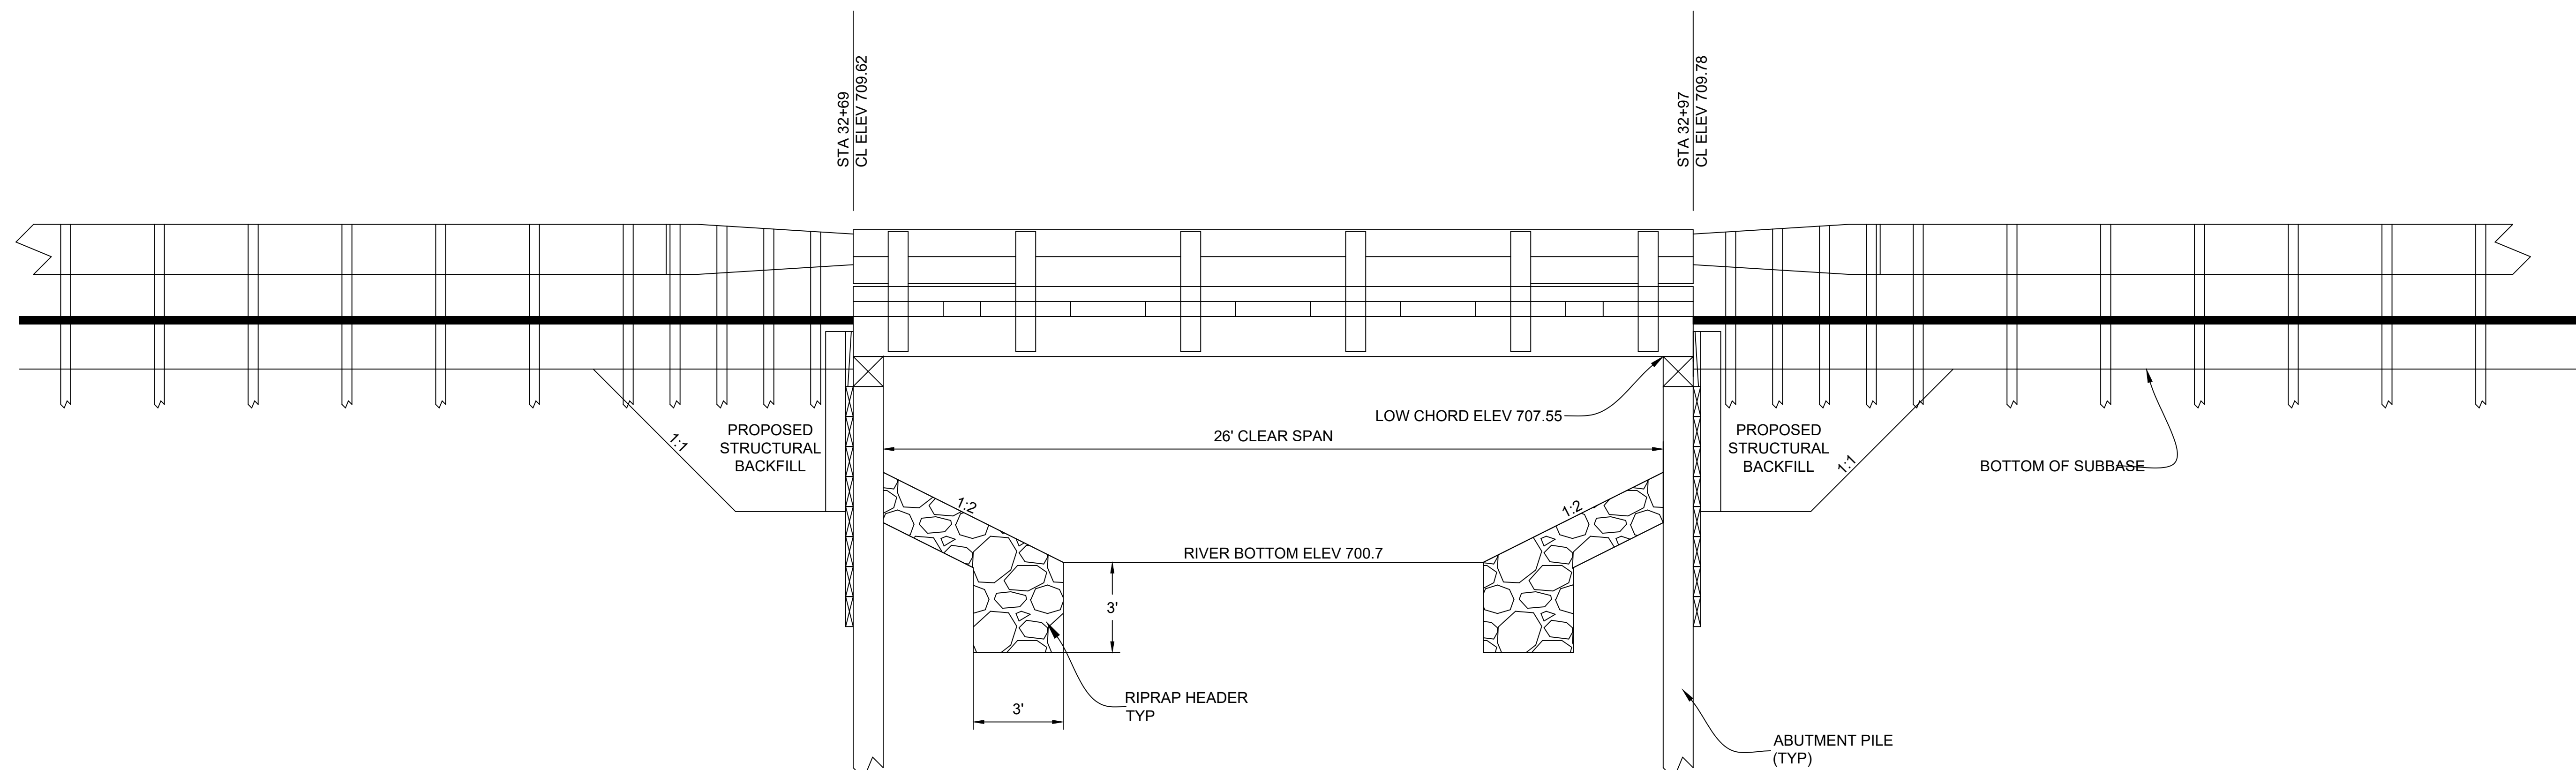 STA 32+69
CL ELEV 709.62
STA 32+97
CL ELEV 709.78
LOW CHORD ELEV 707.55
26' CLEAR SPAN
PROPOSED
STRUCTURAL
BACKFILL
1:1
PROPOSED
STRUCTURAL
BACKFILL
1:1
BOTTOM OF SUBBASE
1:2
1:2
RIVER BOTTOM ELEV 700.7
3'
3'
RIPRAP HEADER
TYP
ABUTMENT PILE
(TYP)